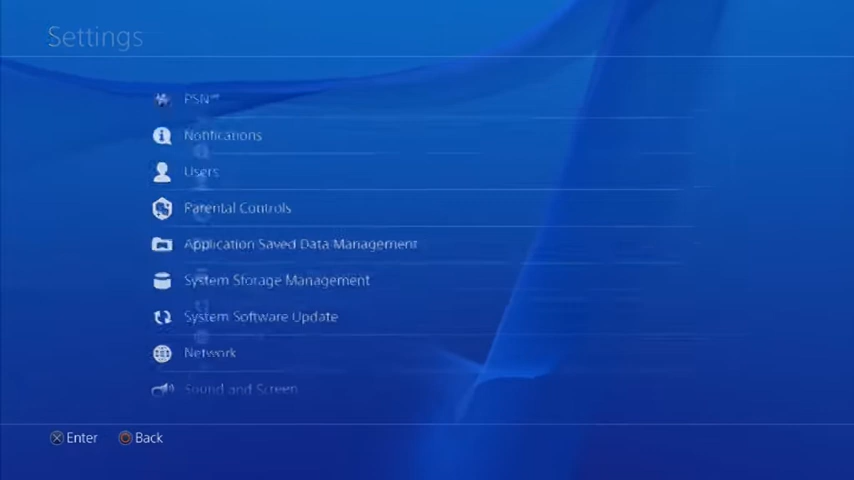 Settings
PSN™
Notifications
Users
Parental Controls
Application Saved Data Management
System Storage Management
System Software Update
Network
Sound and Screen
Enter Back